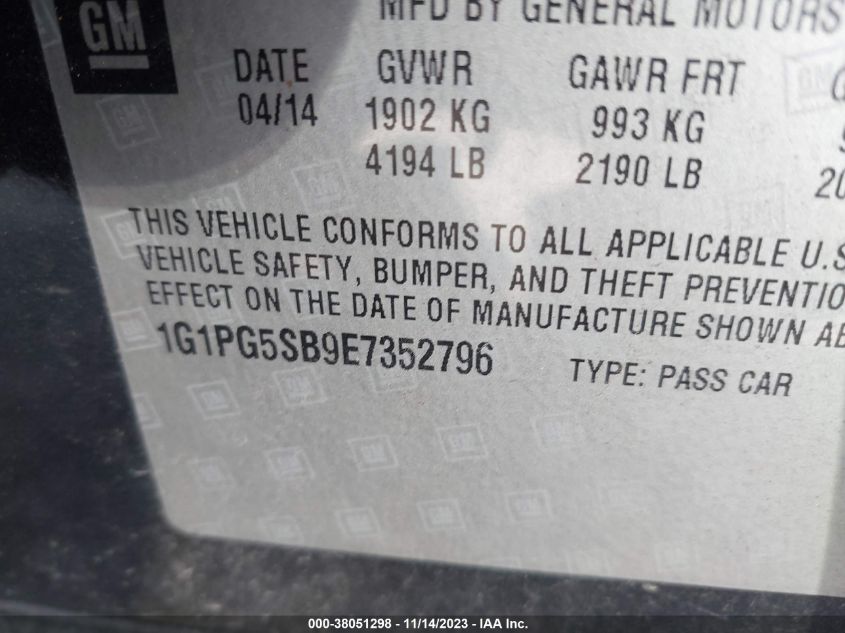 MFD BY GENERAL MOTORS
GM
DATE GVWR GAWR FRT
04/14 1902 KG 993 KG
4194 LB 2190 LB 20
THIS VEHICLE CONFORMS TO ALL APPLICABLE U.S
VEHICLE SAFETY, BUMPER, AND THEFT PREVENTIO
EFFECT ON THE DATE OF MANUFACTURE SHOWN AB
1G1PG5SB9E7352796 TYPE: PASS CAR
000-38051298 - 11/14/2023 - IAA Inc.